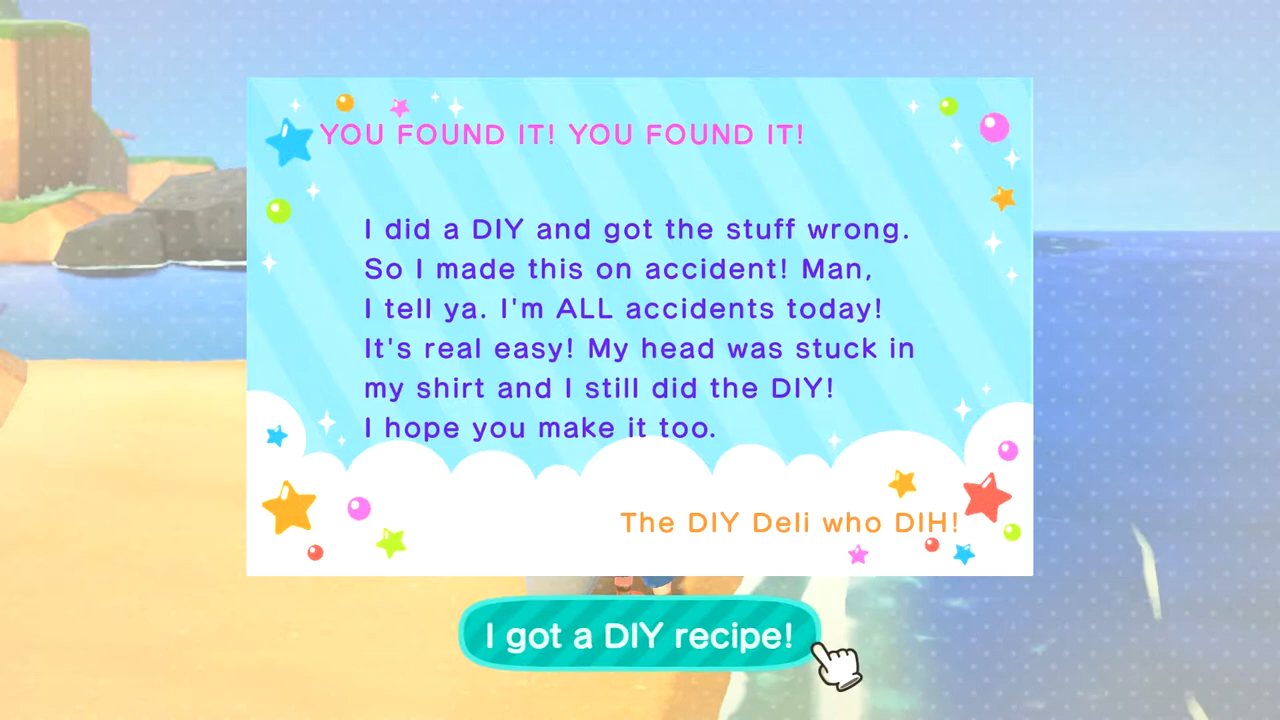 YOU FOUND IT! YOU FOUND IT!
I did a DIY and got the stuff wrong.
So I made this on accident! Man,
I tell ya. I'm ALL accidents today!
It's real easy! My head was stuck in
my shirt and I still did the DIY!
I hope you make it too.
The DIY Deli who DIH!
I got a DIY recipe!